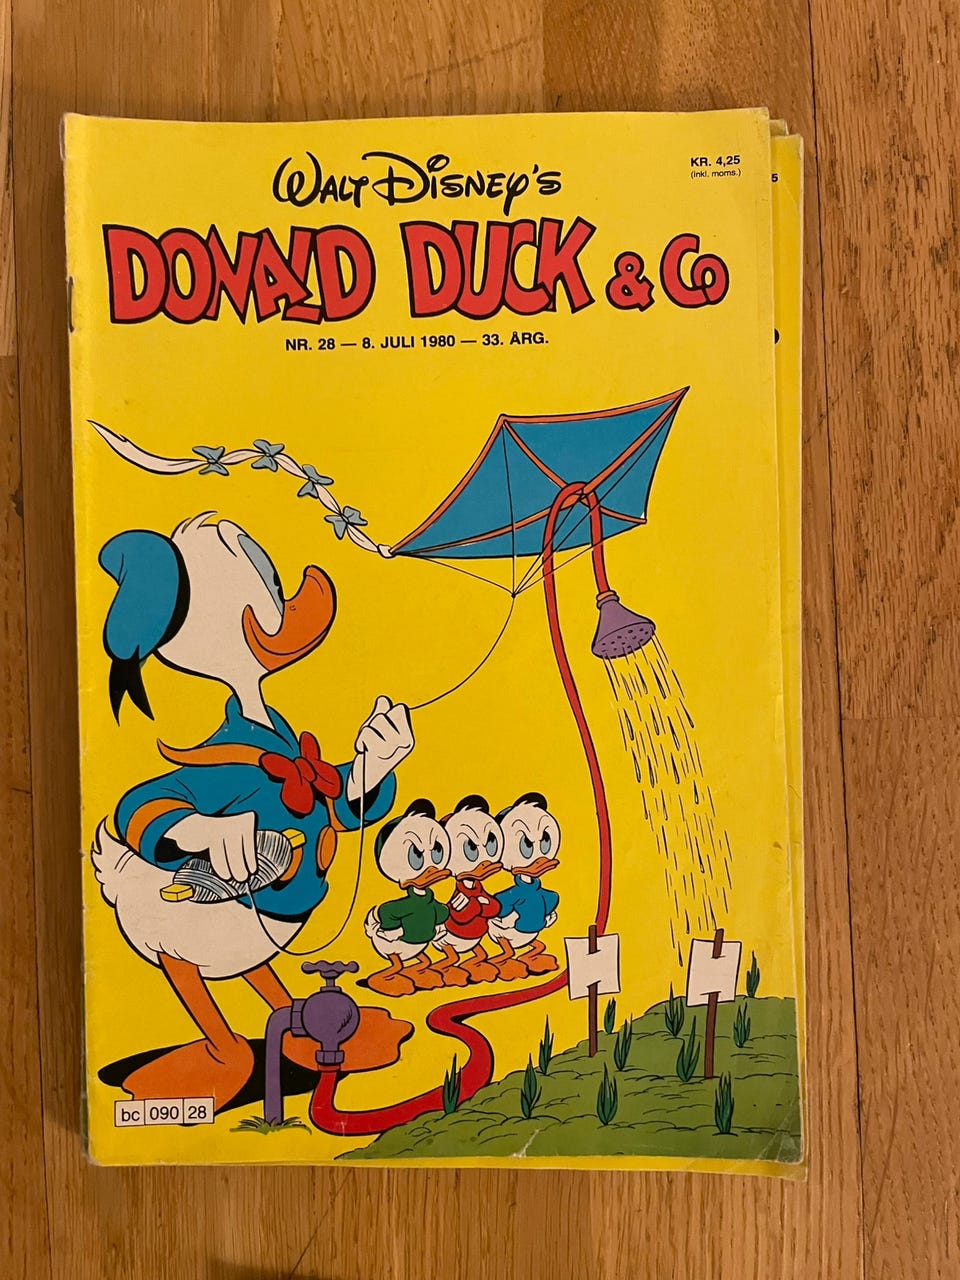 KR. 4,25
(inkl. moms.)
5
WALT DISNEY'S
DONALD DUCK & Co
NR. 28 — 8. JULI 1980 — 33. ÅRG.
bc 090 28